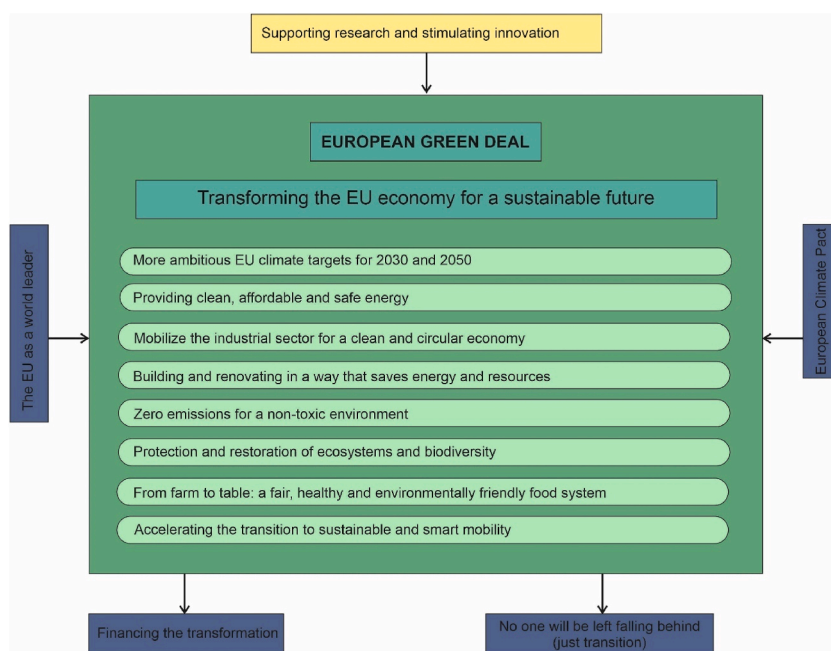 Supporting research and stimulating innovation
EUROPEAN GREEN DEAL
Transforming the EU economy for a sustainable future
The EU as a world leader
More ambitious EU climate targets for 2030 and 2050
Providing clean, affordable and safe energy
Mobilize the industrial sector for a clean and circular economy
Building and renovating in a way that saves energy and resources
Zero emissions for a non-toxic environment
Protection and restoration of ecosystems and biodiversity
From farm to table: a fair, healthy and environmentally friendly food system
Accelerating the transition to sustainable and smart mobility
European Climate Pact
Financing the transformation
No one will be left falling behind
(just transition)